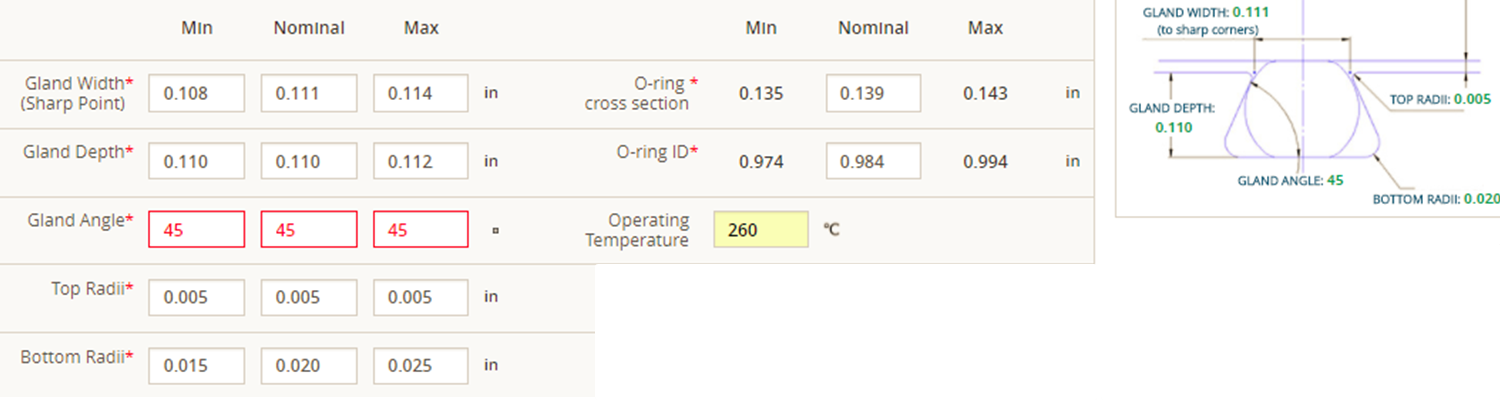 Min Nominal Max Min Nominal Max
Gland Width* (Sharp Point) 0.108 0.111 0.114 in O-ring * cross section 0.135 0.139 0.143 in
Gland Depth* 0.110 0.110 0.112 in O-ring ID* 0.974 0.984 0.994 in
Gland Angle* 45 45 45 ¤ Operating Temperature 260 °C
Top Radii* 0.005 0.005 0.005 in
Bottom Radii* 0.015 0.020 0.025 in
GLAND WIDTH: 0.111
(to sharp corners)
TOP RADII: 0.005
GLAND DEPTH:
0.110
GLAND ANGLE: 45
BOTTOM RADII: 0.020